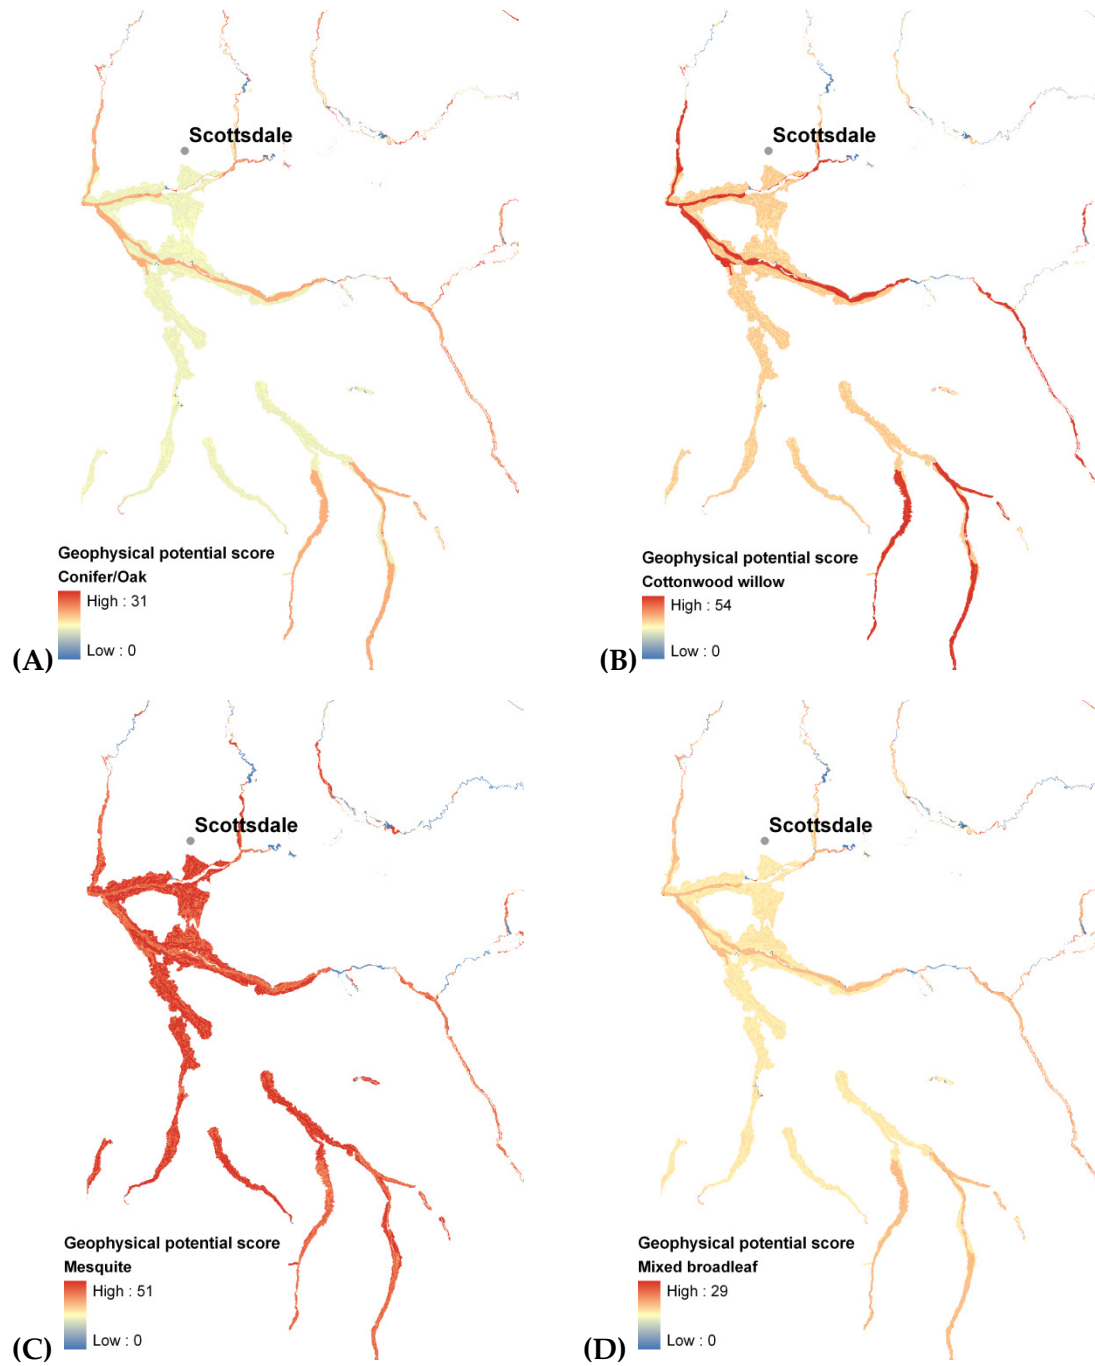 Scottsdale
Geophysical potential score
Conifer/Oak
High : 31
Low : 0
(A)
Scottsdale
Geophysical potential score
Cottonwood willow
High : 54
Low : 0
(B)
Scottsdale
Geophysical potential score
Mesquite
High : 51
Low : 0
(C)
Scottsdale
Geophysical potential score
Mixed broadleaf
High : 29
Low : 0
(D)